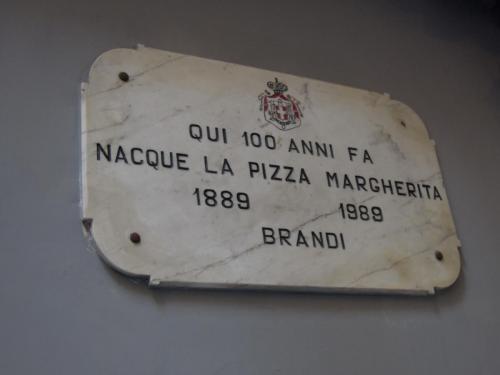 QUI 100 ANNI FA
NACQUE LA PIZZA MARGHERITA
1889 1989
BRANDI